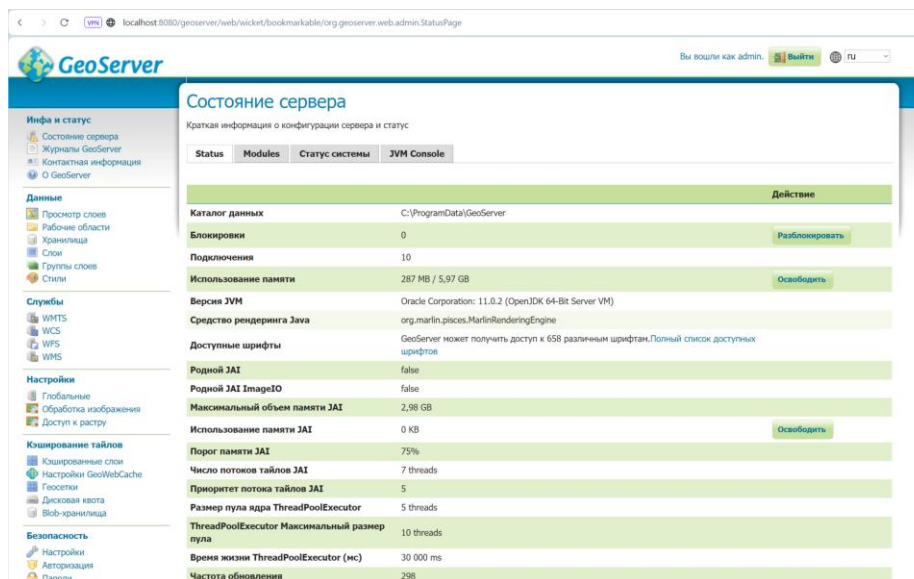 VPN
localhost:8080/geoserver/web/wicket/bookmarkable/org.geoserver.web.admin.StatusPage
GeoServer
Вы вошли как admin.
Выйти
ru
Инфа и статус
Состояние сервера
Журналы GeoServer
Контактная информация
О GeoServer
Данные
Просмотр слоев
Рабочие области
Хранилища
Слои
Группы слоев
Стили
Службы
WMTS
WCS
WFS
WMS
Настройки
Глобальные
Обработка изображения
Доступ к растру
Кэширование тайлов
Кэшированные слои
Настройки GeoWebCache
Геосетки
Дисковая квота
Blob-хранилища
Безопасность
Настройки
Авторизация
Пароли
Состояние сервера
Краткая информация о конфигурации сервера и статус
Status Modules Статус системы JVM Console
Действие
Каталог данных C:\ProgramData\GeoServer
Блокировки 0 Разблокировать
Подключения 10
Использование памяти 287 MB / 5,97 GB Освободить
Версия JVM Oracle Corporation: 11.0.2 (OpenJDK 64-Bit Server VM)
Средство рендеринга Java org.marlin.pisces.MarlinRenderingEngine
Доступные шрифты GeoServer может получить доступ к 658 различным шрифтам.Полный список доступных
шрифтов
Родной JAI false
Родной JAI ImageIO false
Максимальный объем памяти JAI 2,98 GB
Использование памяти JAI 0 KB Освободить
Порог памяти JAI 75%
Число потоков тайлов JAI 7 threads
Приоритет потока тайлов JAI 5
Размер пула ядра ThreadPoolExecutor 5 threads
ThreadPoolExecutor Максимальный размер
пула 10 threads
Время жизни ThreadPoolExecutor (мс) 30 000 ms
Частота обновления 298